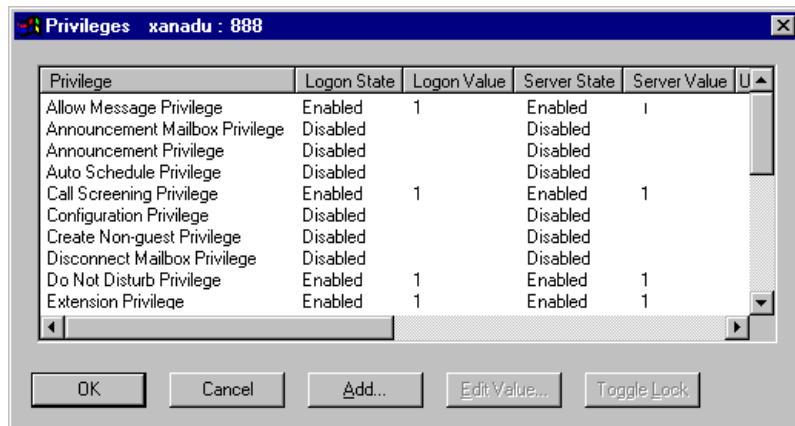 Privileges xanadu : 888
Privilege Logon State Logon Value Server State Server Value U
Allow Message Privilege Enabled 1 Enabled
Announcement Mailbox Privilege Disabled Disabled
Announcement Privilege Disabled Disabled
Auto Schedule Privilege Disabled Disabled
Call Screening Privilege Enabled 1 Enabled 1
Configuration Privilege Disabled Disabled
Create Non-guest Privilege Disabled Disabled
Disconnect Mailbox Privilege Disabled Disabled
Do Not Disturb Privilege Enabled 1 Enabled 1
Extension Privilege Enabled 1 Enabled 1
OK Cancel Add... Edit Value... Toggle Lock